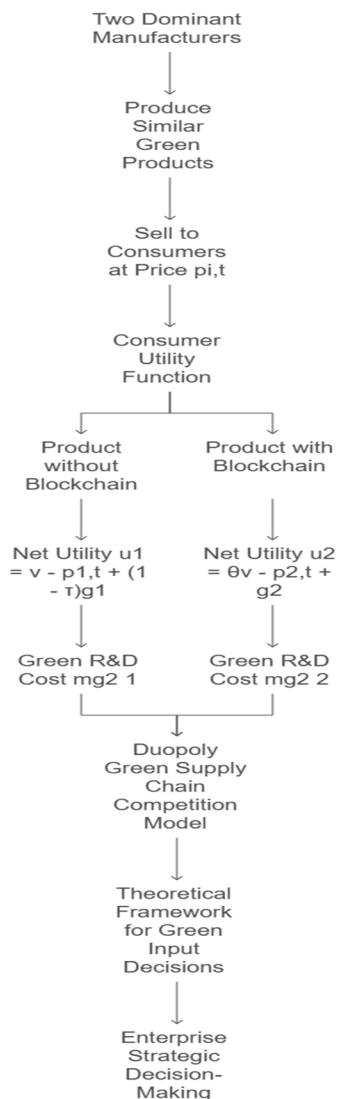 Two Dominant
Manufacturers
Produce
Similar
Green
Products
Sell to
Consumers
at Price pi,t
Consumer
Utility
Function
Product
without
Blockchain
Product with
Blockchain
Net Utility u1
= v - p1,t + (1
- τ)g1
Net Utility u2
= θv - p2,t +
g2
Green R&D
Cost mg2 1
Green R&D
Cost mg2 2
Duopoly
Green Supply
Chain
Competition
Model
Theoretical
Framework
for Green
Input
Decisions
Enterprise
Strategic
Decision-
Making